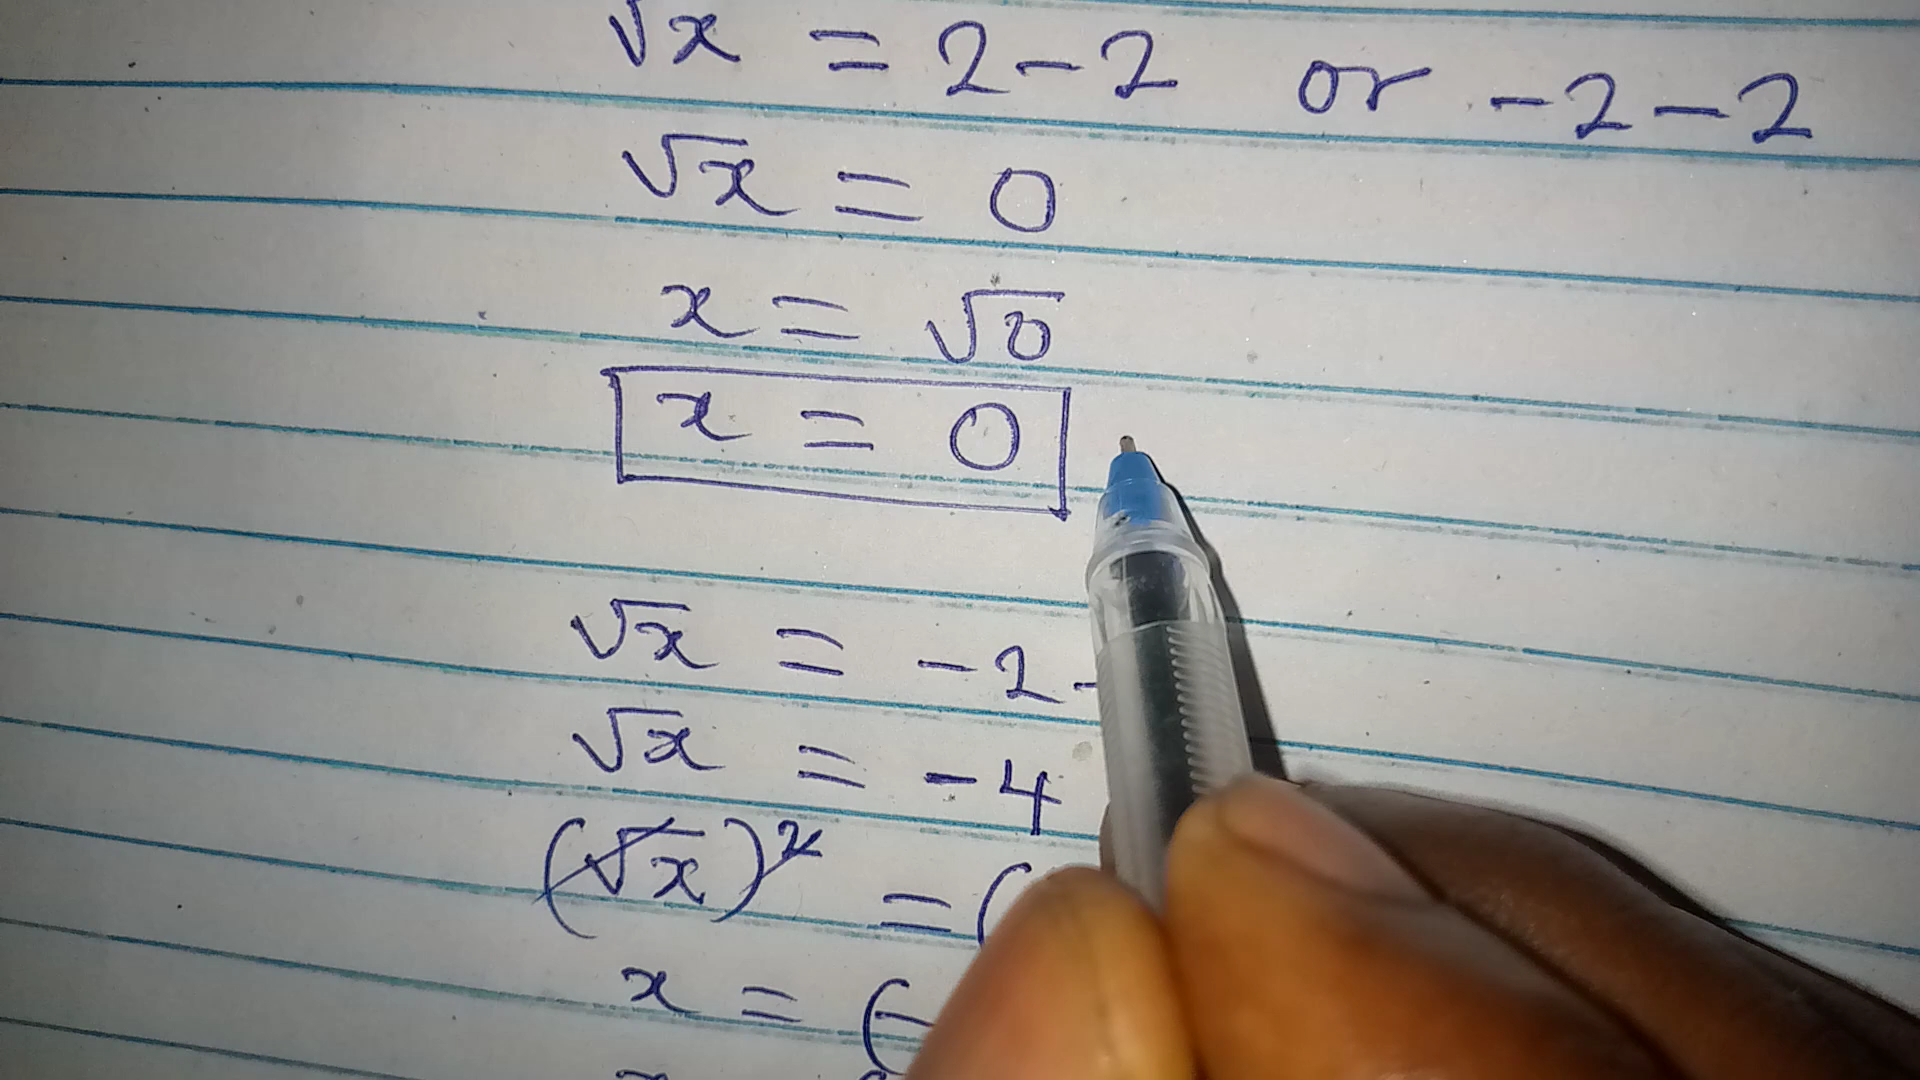 √x = 2-2 or -2-2
√x = 0
x = √0
x = 0
√x = -2-
√x = -4
(√x)² = (
x = (-